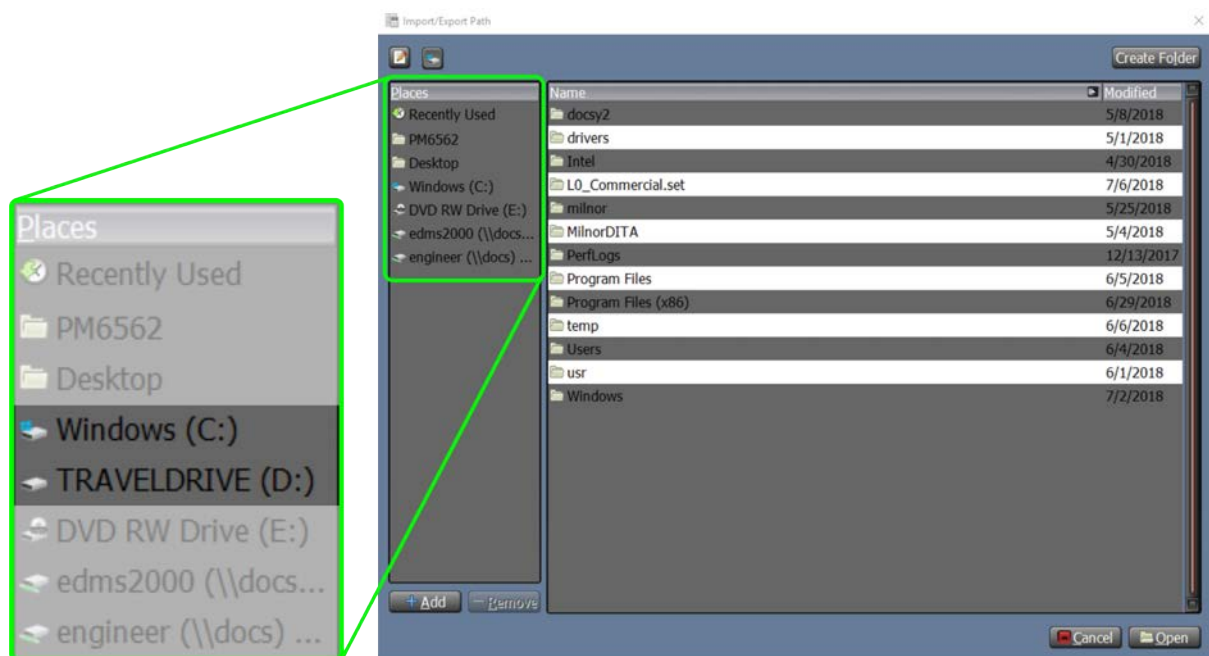 Import/Export Path
Create Folder
Places
Recently Used
PM6562
Desktop
Windows (C:)
DVD RW Drive (E:)
edms2000 (\\docs...
engineer (\\docs) ...
Name Modified
docsy2 5/8/2018
drivers 5/1/2018
Intel 4/30/2018
L0_Commercial.set 7/6/2018
milnor 5/25/2018
MilnorDITA 5/4/2018
PerfLogs 12/13/2017
Program Files 6/5/2018
Program Files (x86) 6/29/2018
temp 6/6/2018
Users 6/4/2018
usr 6/1/2018
Windows 7/2/2018
Add Remove
Cancel Open
Places
Recently Used
PM6562
Desktop
Windows (C:)
TRAVELDRIVE (D:)
DVD RW Drive (E:)
edms2000 (\\docs...
engineer (\\docs) ...